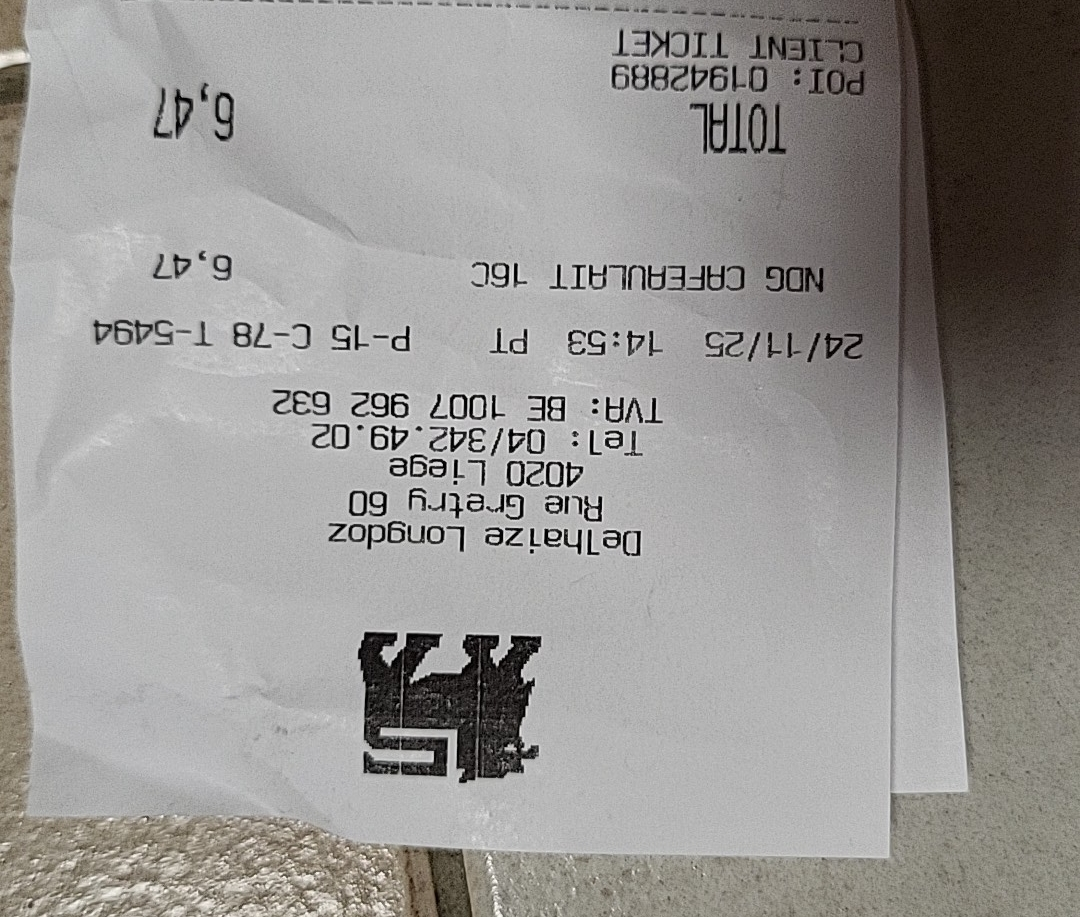 Delhaize Longdoz
Rue Gretry 60
4020 Liege
Tel: 04/342.49.02
TVA: BE 1007 962 632
24/11/25 14:53 PT P-15 C-78 T-5494
NDG CAFEAULAIT 16C 6,47
TOTAL 6,47
POI: 01942889
CLIENT TICKET